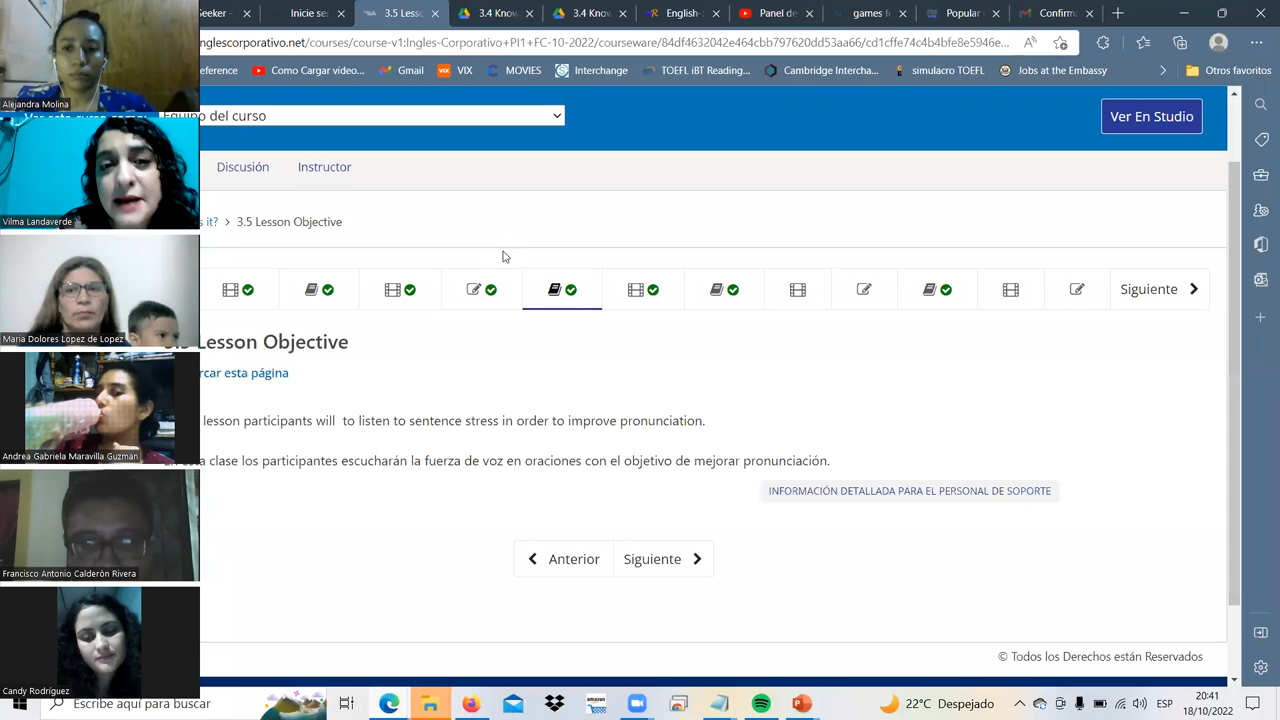 Seeker -
3.5 Lesso
3.4 Know
3.4 Know
English-
Panel de
Popular
nglescorporativo.net/courses/course-v1:Ingles-Corporativo+PI1+FC-10-2022/courseware/84df4632042e464cbb797620dd53aa66/cd1cffe74c4b4bfe8e5946e...
eference
Como Cargar video...
Gmail
VIX
MOVIES
Interchange
TOEFL iBT Reading...
Cambridge Intercha...
simulacro TOEFL
Jobs at the Embassy
Otros favoritos
Alejandra Molina
Equipo del curso
Ver En Studio
Discusión
Instructor
Vilma Landaverde
s it? > 3.5 Lesson Objective
Siguiente
Maria Dolores Lopez de Lopez
Lesson Objective
rcar esta página
lesson participants will to listen to sentence stress in order to improve pronunciation.
Andrea Gabriela Maravilla Guzman
En esta clase los participantes escucharán la fuerza de voz en oraciones con el objetivo de mejorar pronunciación.
INFORMACIÓN DETALLADA PARA EL PERSONAL DE SOPORTE
Anterior
Siguiente
Francisco Antonio Calderón Rivera
© Todos los Derechos están Reservados
Candy Rodríguez
Escribe aquí para buscar
22°C Despejado
ESP
20:41
18/10/2022